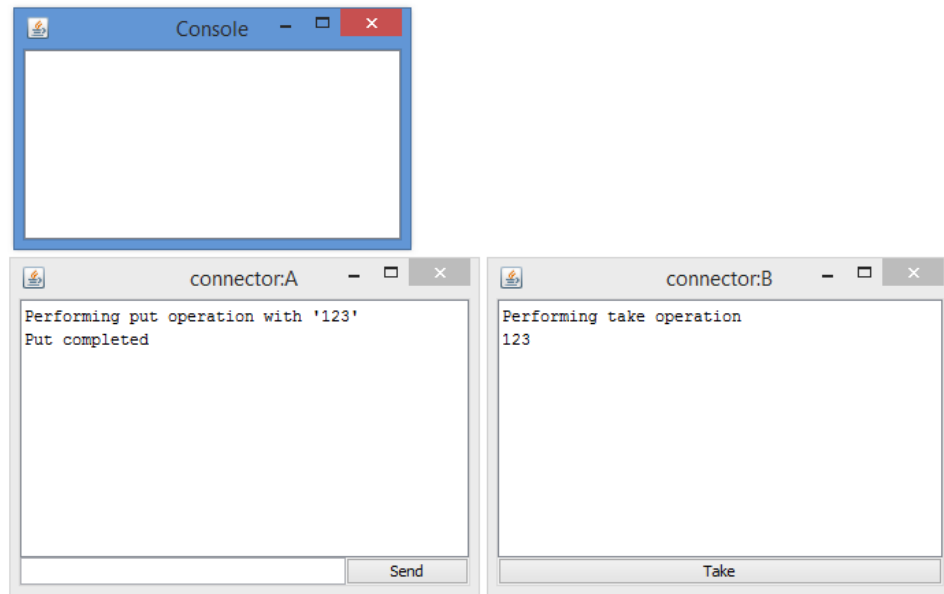 Console
connector:A
Performing put operation with '123'
Put completed
Send
connector:B
Performing take operation
123
Take